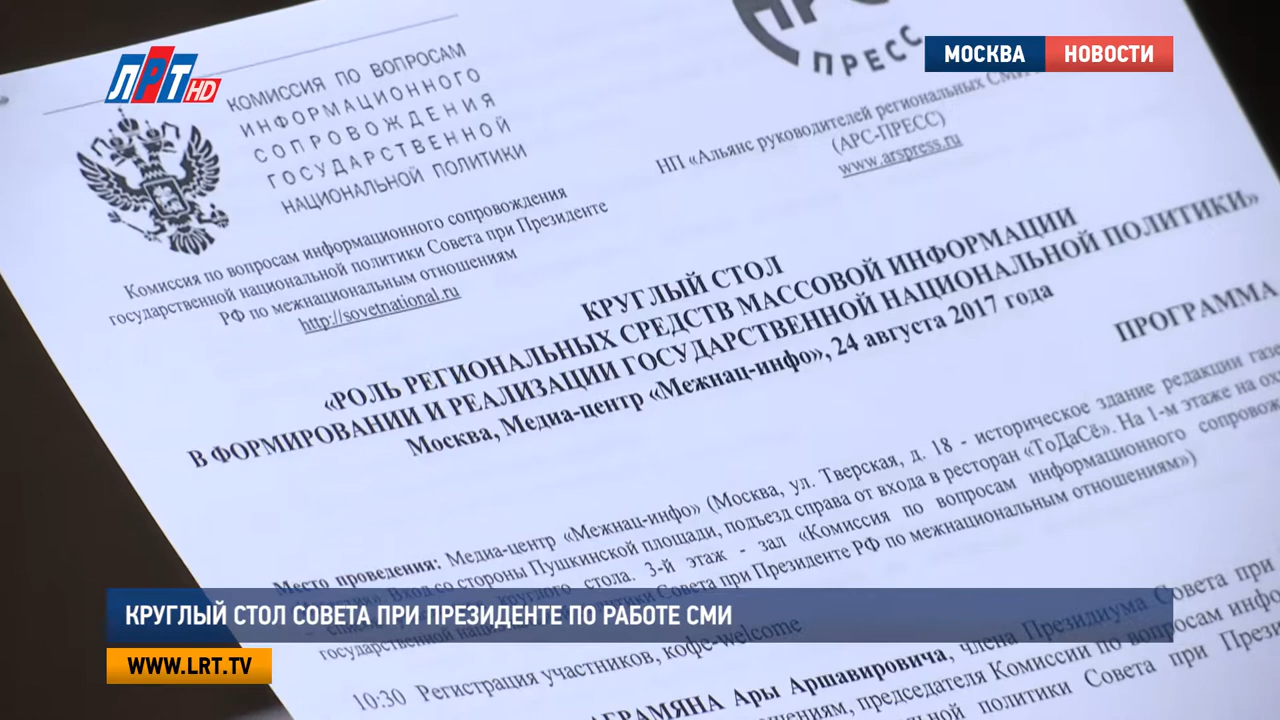 ЛРТ HD
МОСКВА НОВОСТИ
КОМИССИЯ ПО ВОПРОСАМ
ИНФОРМАЦИОННОГО
СОПРОВОЖДЕНИЯ
ГОСУДАРСТВЕННОЙ
НАЦИОНАЛЬНОЙ ПОЛИТИКИ
Комиссия по вопросам информационного сопровождения
государственной национальной политики Совета при Президенте
РФ по межнациональным отношениям
http://sovetnational.ru
ПРЕСС
НП «Альянс руководителей региональных СМИ
(АРС-ПРЕСС)
www.arspress.ru
КРУГЛЫЙ СТОЛ
«РОЛЬ РЕГИОНАЛЬНЫХ СРЕДСТВ МАССОВОЙ ИНФОРМАЦИИ
В ФОРМИРОВАНИИ И РЕАЛИЗАЦИИ ГОСУДАРСТВЕННОЙ НАЦИОНАЛЬНОЙ ПОЛИТИКИ»
Москва, Медиа-центр «Межнац-инфо», 24 августа 2017 года
ПРОГРАММА
Место проведения: Медиа-центр «Межнац-инфо» (Москва, ул. Тверская, д. 18 - историческое здание редакции
Вход со стороны Пушкинской площади, подъезд справа от входа в ресторан «ТоДаСё». На 1-м этаже на
круглого стола. 3-й этаж - зал «Комиссия по вопросам информационного
политики Совета при Президенте РФ по межнациональным отношениям»)
10:30 Регистрация участников, кофе-welcome
Ары Аршавировича, члена Президиума Совета при
председателя Комиссии по вопросам
политики Совета при
КРУГЛЫЙ СТОЛ СОВЕТА ПРИ ПРЕЗИДЕНТЕ ПО РАБОТЕ СМИ
WWW.LRT.TV